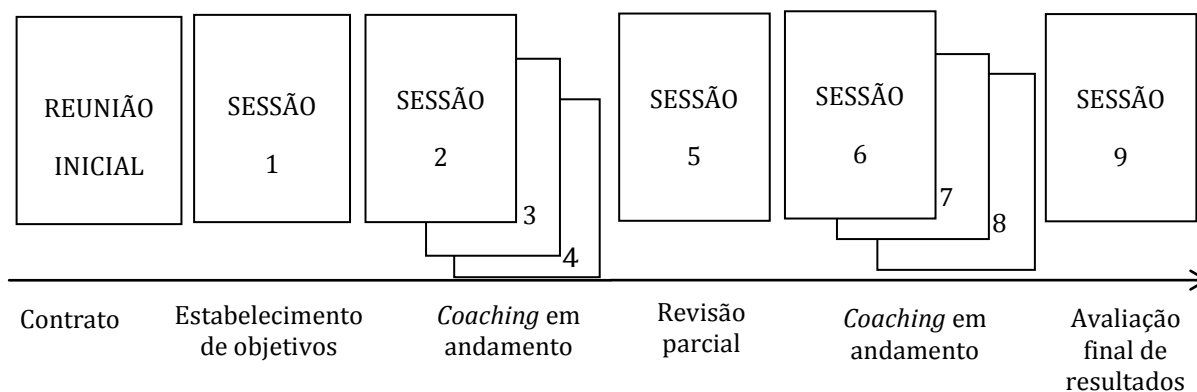 REUNIÃO
INICIAL
SESSÃO
1
SESSÃO
2
3
4
SESSÃO
5
SESSÃO
6
7
8
SESSÃO
9
Contrato
Estabelecimento
de objetivos
Coaching em
andamento
Revisão
parcial
Coaching em
andamento
Avaliação
final de
resultados